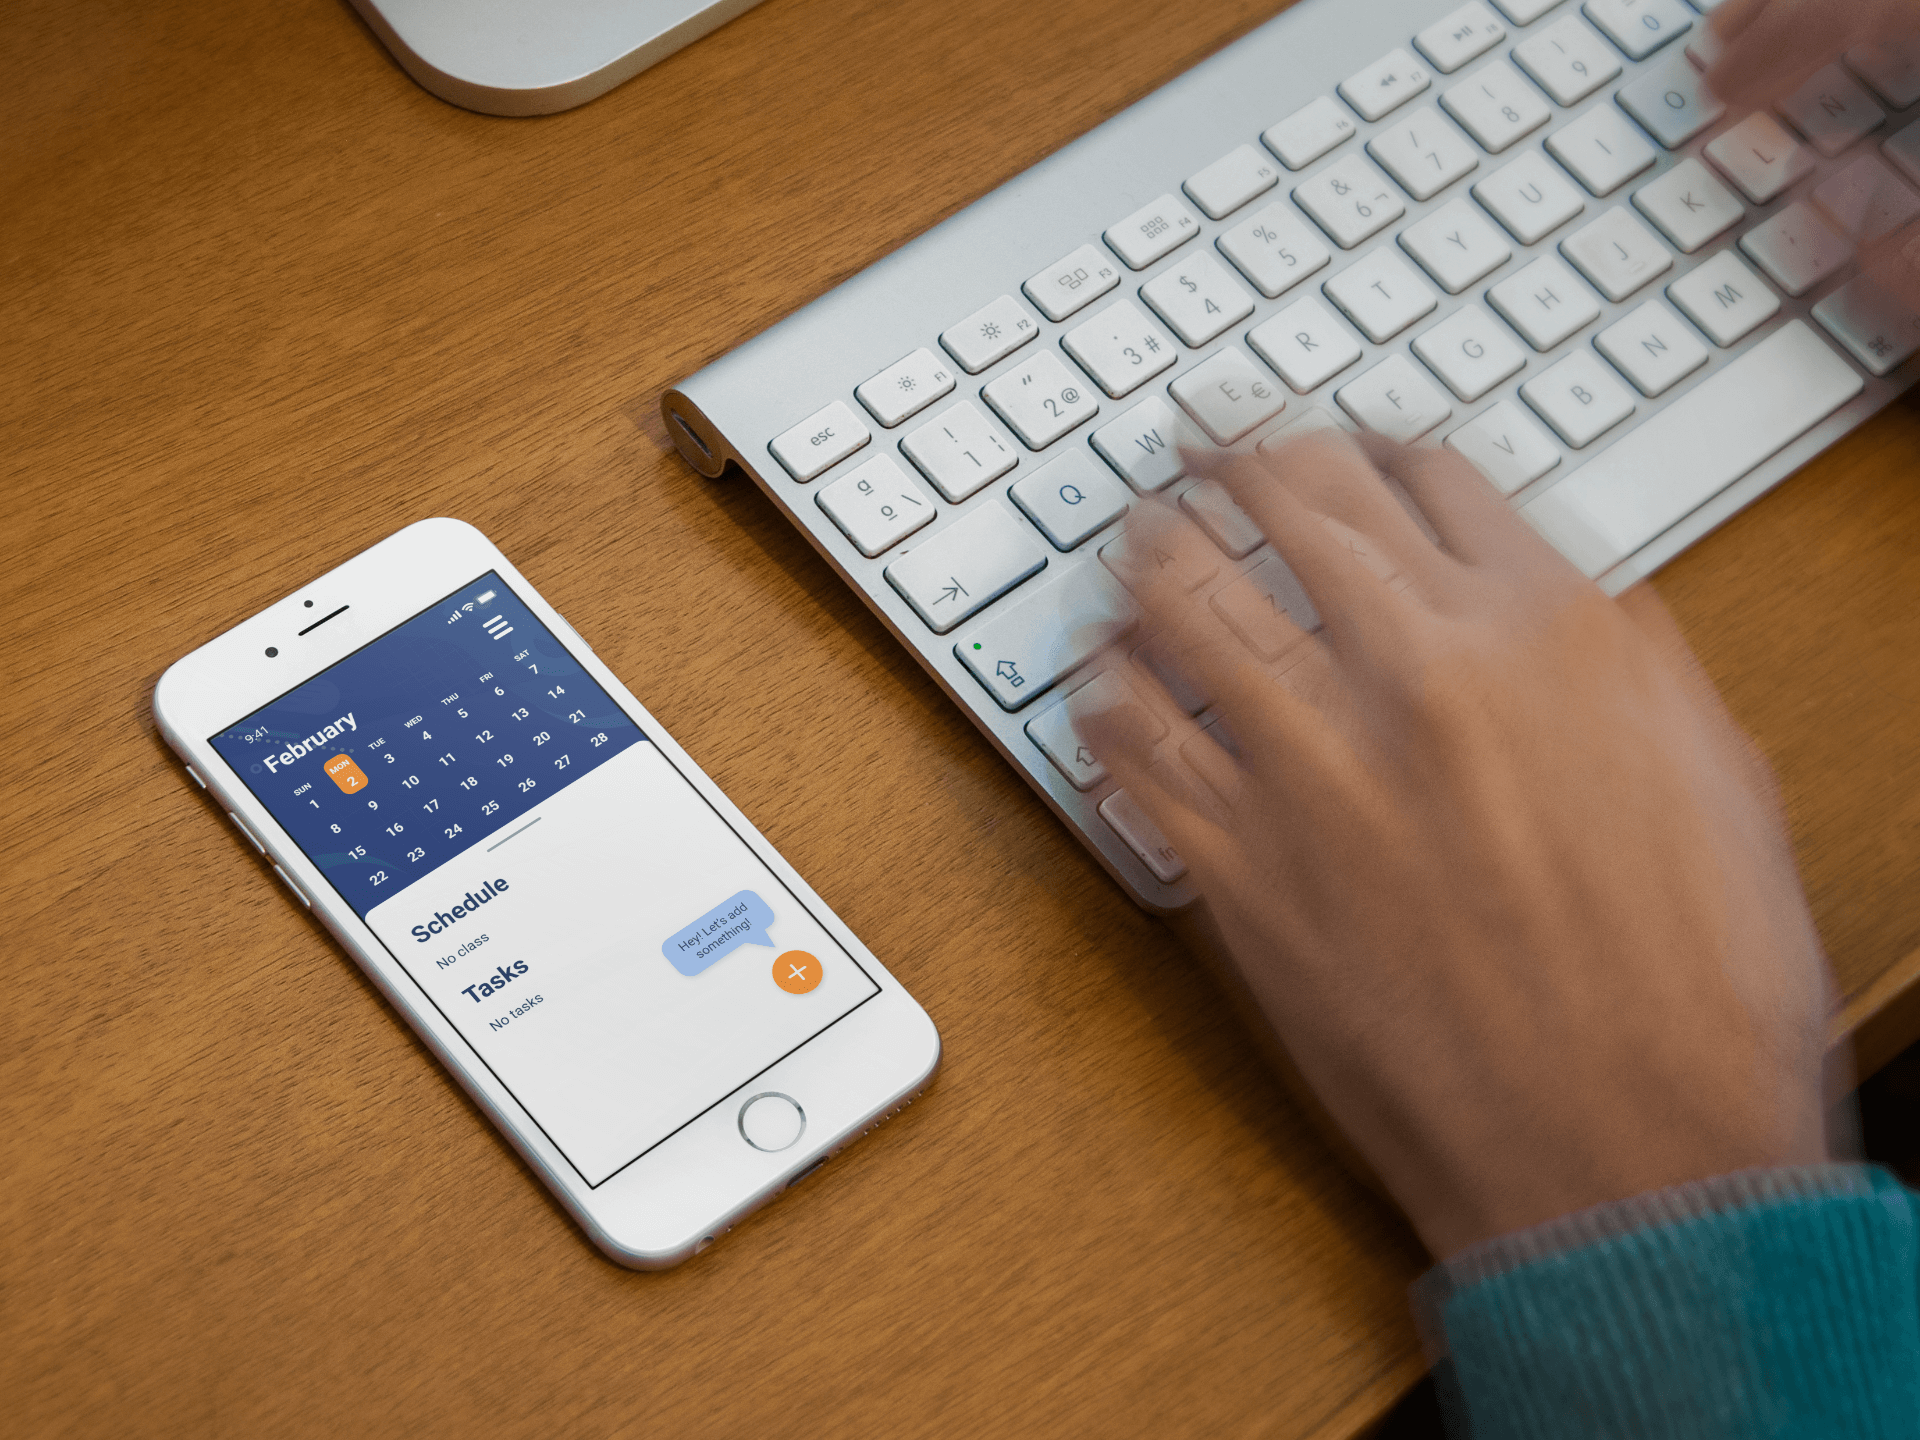 9:41
February
SUN MON TUE WED THU FRI SAT
1 2 3 4 5 6 7
8 9 10 11 12 13 14
15 16 17 18 19 20 21
22 23 24 25 26 27 28
Schedule
No class
Tasks
No tasks
Hey! Let's add
something!
+
esc F1 F2 F3 F4 F5 F6 F7
ª º \ ! 1 " 2 @ · 3 # $ 4 % 5 & 6 ¬ / 7 ( 8 ) 9 = 0
Q W E € R T Y U I O
A F G H J K L Ñ
Z X V B N M
fn ⌘